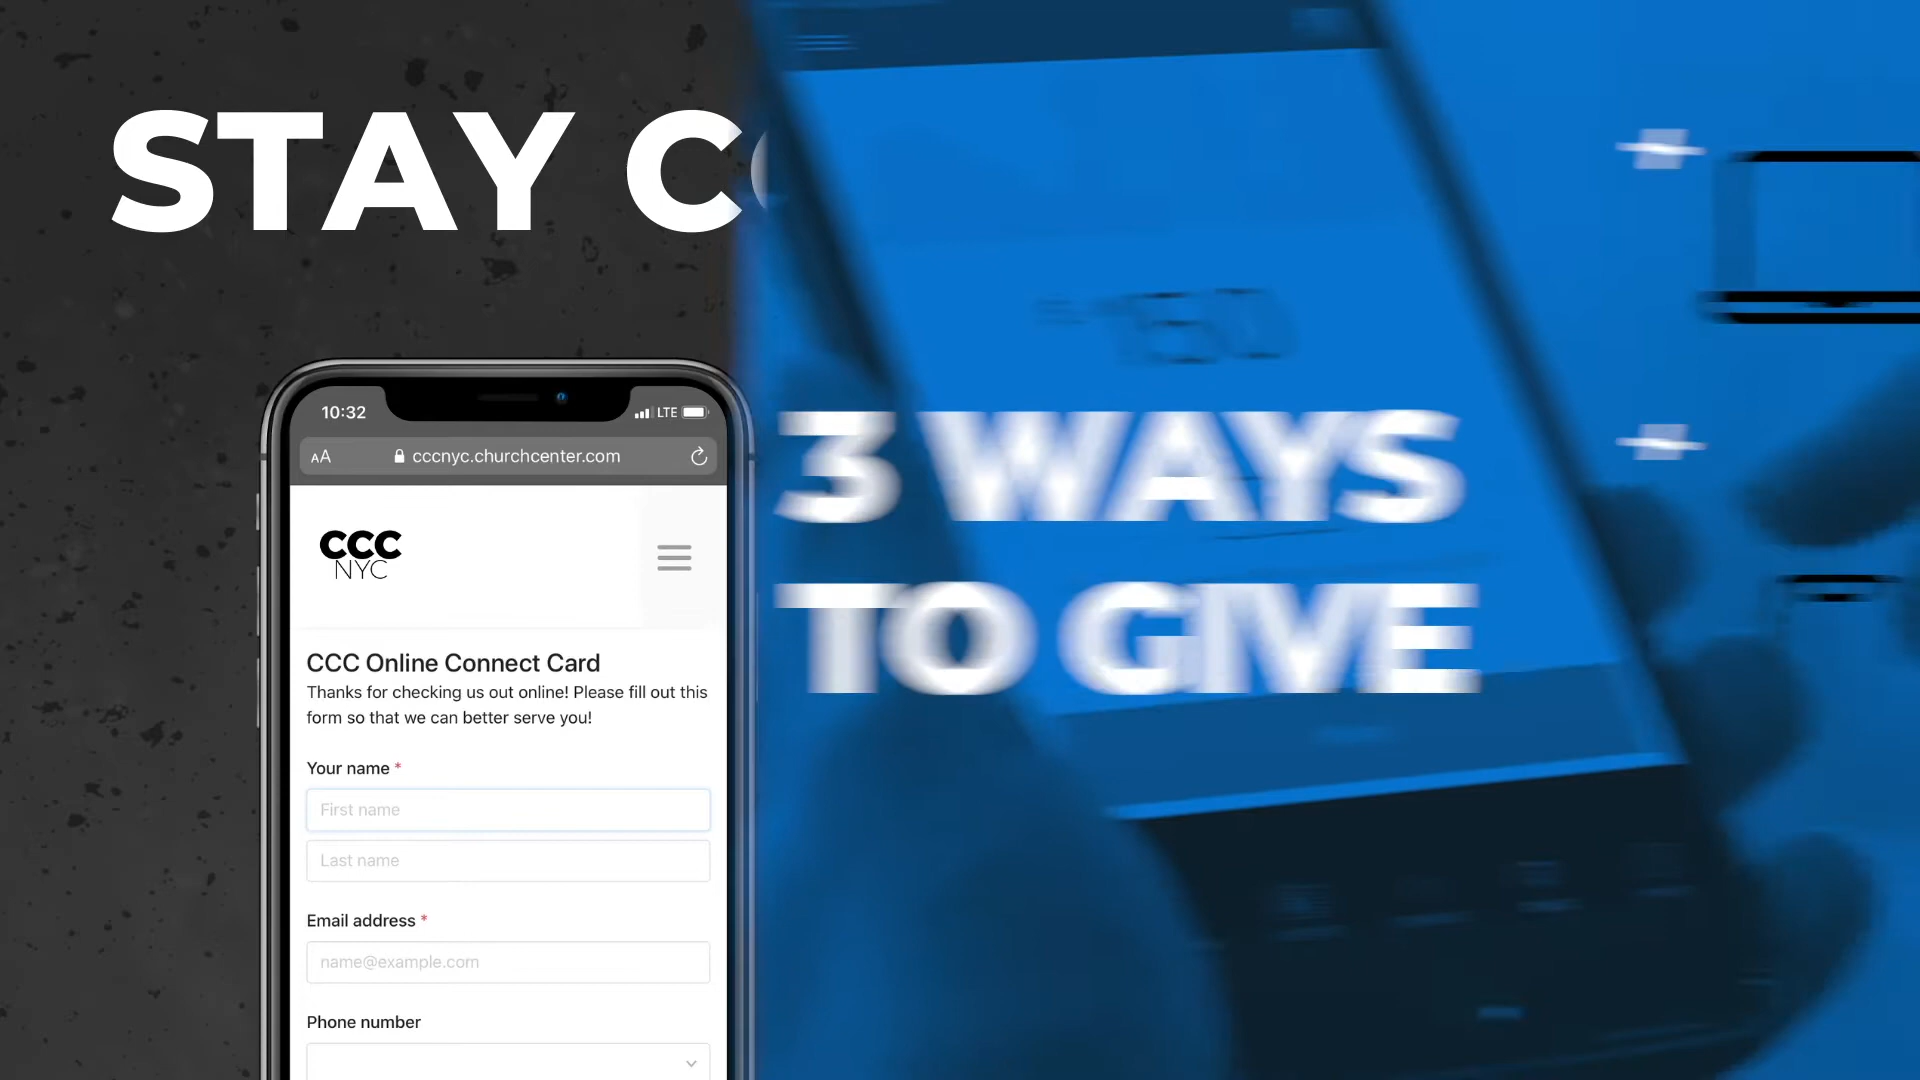 STAY C
10:32
LTE
AA
cccnyc.churchcenter.com
CCC
NYC
CCC Online Connect Card
Thanks for checking us out online! Please fill out this
form so that we can better serve you!
Your name *
First name
Last name
Email address *
name@example.com
Phone number
3 WAYS
TO GIVE